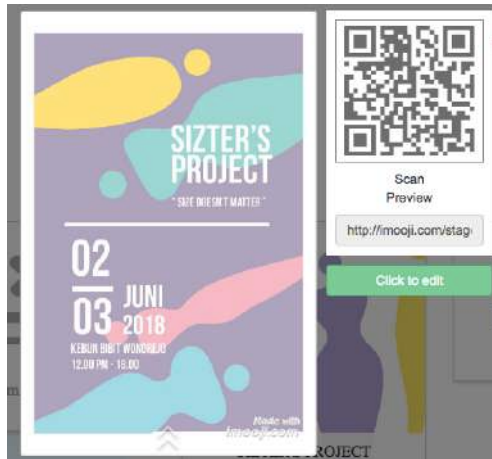 SIZTER'S
PROJECT
" SIZE DOESN'T MATTER "
02
03 JUNI
2018
KEBUN BIBIT WONOREJO
12.00 PM - 18.00
Made with
imooji.com
Scan
Preview
http://imooji.com/stag
Click to edit
PROJECT